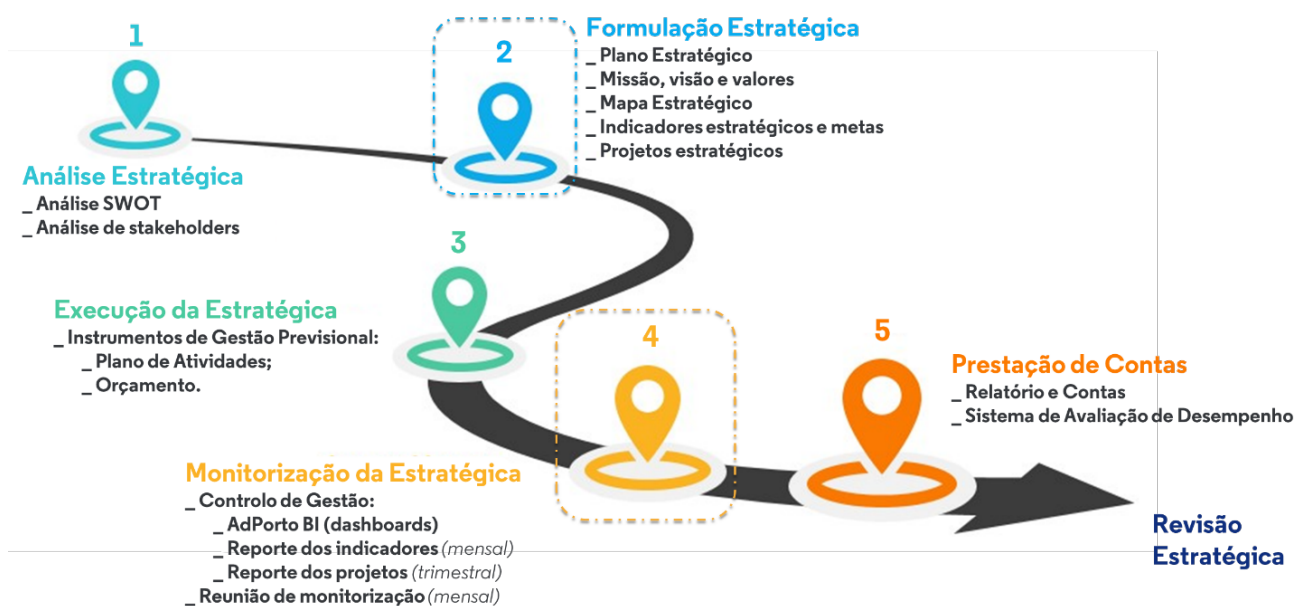 1
Análise Estratégica
_ Análise SWOT
_ Análise de stakeholders
2
Formulação Estratégica
_ Plano Estratégico
_ Missão, visão e valores
_ Mapa Estratégico
_ Indicadores estratégicos e metas
_ Projetos estratégicos
3
Execução da Estratégica
_ Instrumentos de Gestão Previsional:
_ Plano de Atividades;
_ Orçamento.
4
Monitorização da Estratégica
_ Controlo de Gestão:
_ AdPorto BI (dashboards)
_ Reporte dos indicadores (mensal)
_ Reporte dos projetos (trimestral)
_ Reunião de monitorização (mensal)
5
Prestação de Contas
_ Relatório e Contas
_ Sistema de Avaliação de Desempenho
Revisão
Estratégica